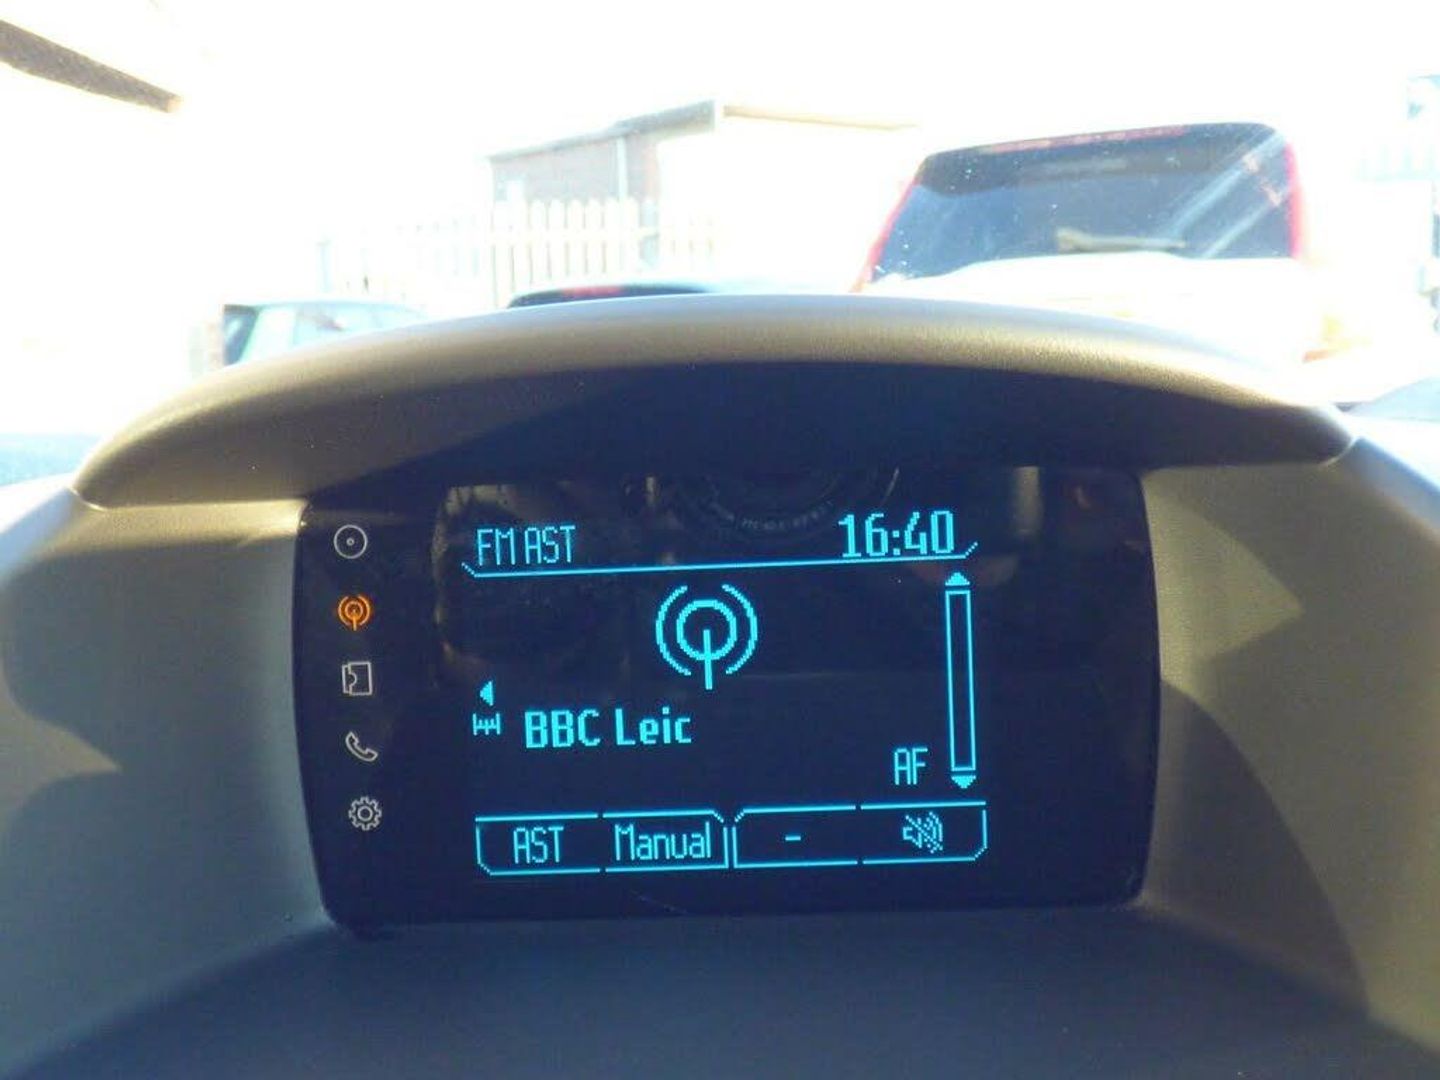 FM AST
16:40
BBC Leic
AF
AST
Manual
-